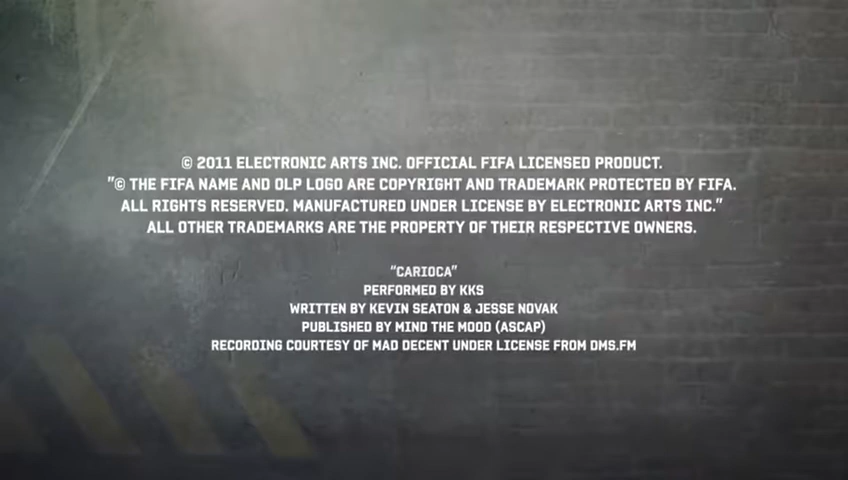 © 2011 ELECTRONIC ARTS INC. OFFICIAL FIFA LICENSED PRODUCT.
"© THE FIFA NAME AND OLP LOGO ARE COPYRIGHT AND TRADEMARK PROTECTED BY FIFA.
ALL RIGHTS RESERVED. MANUFACTURED UNDER LICENSE BY ELECTRONIC ARTS INC."
ALL OTHER TRADEMARKS ARE THE PROPERTY OF THEIR RESPECTIVE OWNERS.
"CARIOCA"
PERFORMED BY KKS
WRITTEN BY KEVIN SEATON & JESSE NOVAK
PUBLISHED BY MIND THE MOOD (ASCAP)
RECORDING COURTESY OF MAD DECENT UNDER LICENSE FROM DMS.FM